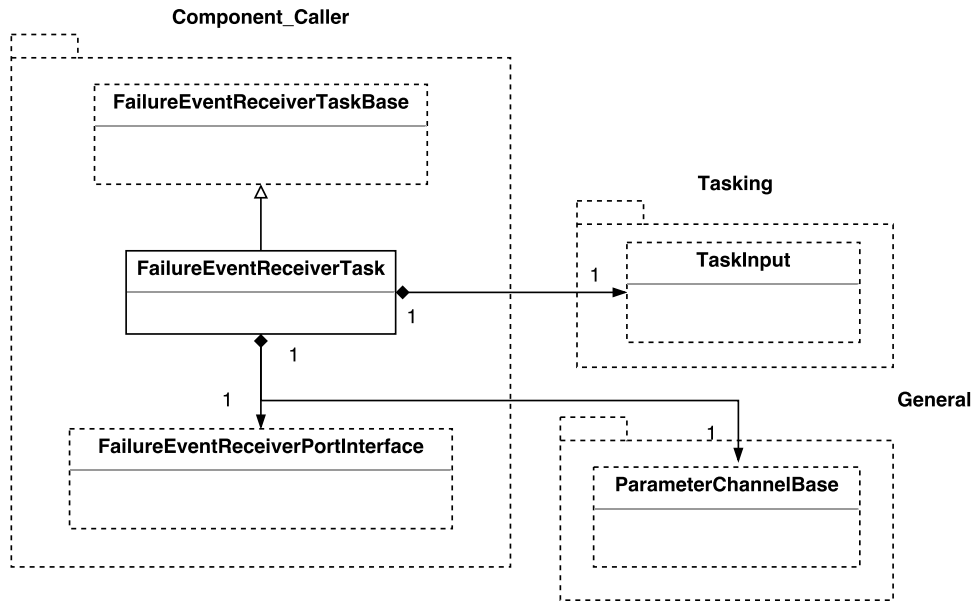 Component_Caller
FailureEventReceiverTaskBase
Tasking
FailureEventReceiverTask
TaskInput
1
1
1
1
General
1
FailureEventReceiverPortInterface
ParameterChannelBase